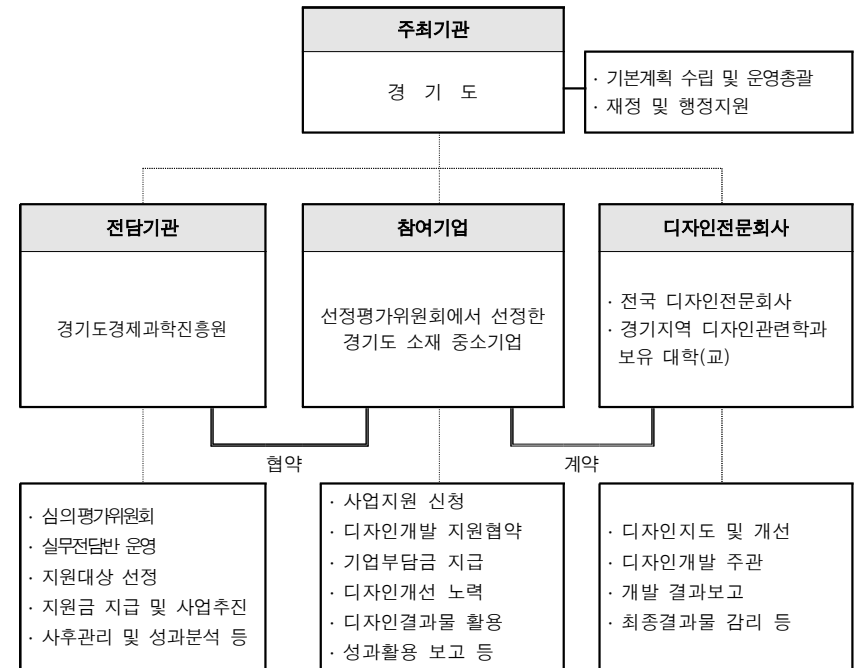 주최기관
경 기 도
· 기본계획 수립 및 운영총괄
· 재정 및 행정지원
전담기관
경기도경제과학진흥원
참여기업
선정평가위원회에서 선정한
경기도 소재 중소기업
디자인전문회사
· 전국 디자인전문회사
· 경기지역 디자인관련학과
보유 대학(교)
협약
계약
· 심의평가위원회
· 실무전담반 운영
· 지원대상 선정
· 지원금 지급 및 사업추진
· 사후관리 및 성과분석 등
· 사업지원 신청
· 디자인개발 지원협약
· 기업부담금 지급
· 디자인개선 노력
· 디자인결과물 활용
· 성과활용 보고 등
· 디자인지도 및 개선
· 디자인개발 주관
· 개발 결과보고
· 최종결과물 감리 등